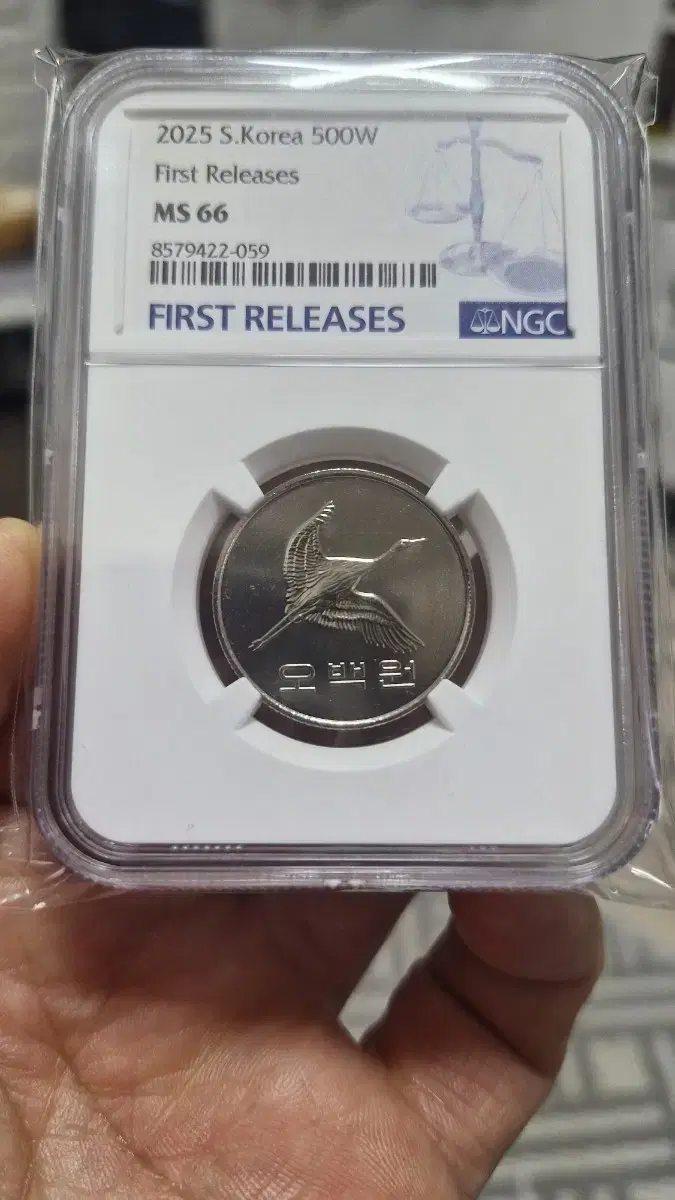 2025 S.Korea 500W
First Releases
MS 66
8579422-059
FIRST RELEASES
NGC
오백원